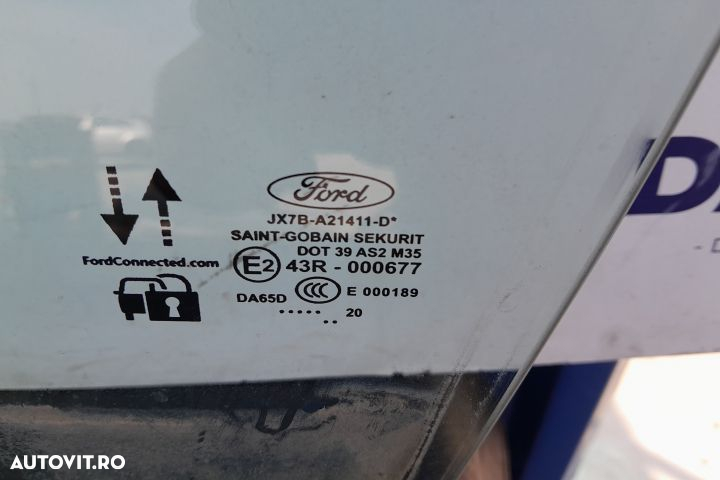 Ford
JX7B-A21411-D*
SAINT-GOBAIN SEKURIT
DOT 39 AS2 M35
E2 43R - 000677
DA65D CCC E 000189
..... .. 20
FordConnected.com
AUTOVIT.RO